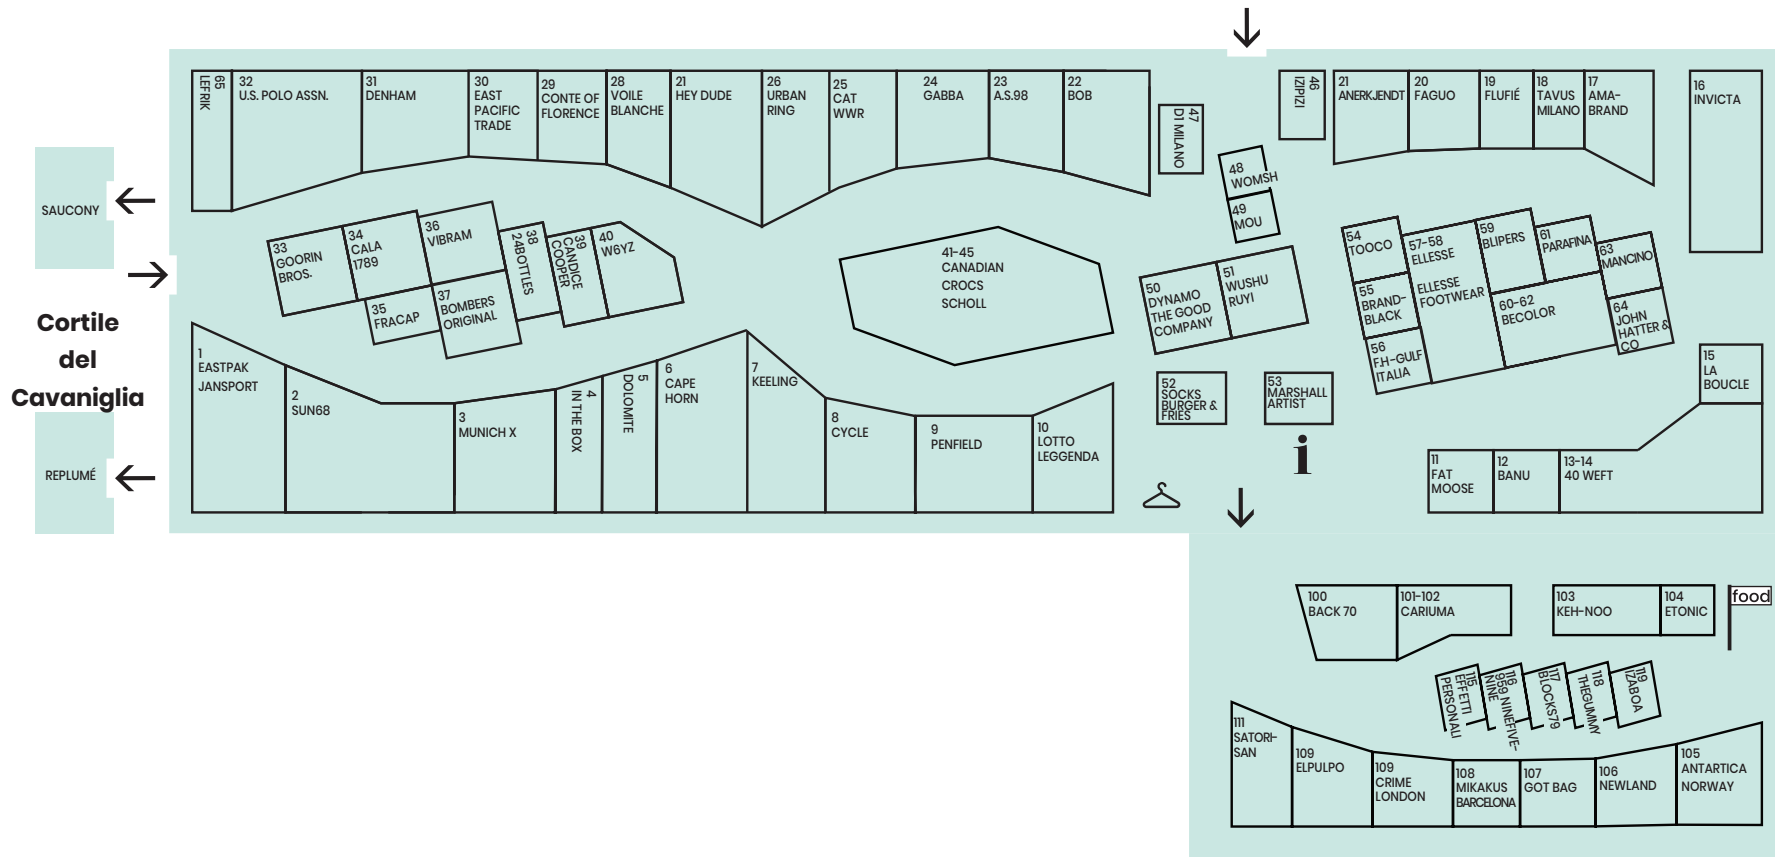 65
LEFRIK
32
U.S. POLO ASSN.
31
DENHAM
30
EAST
PACIFIC
TRADE
29
CONTE OF
FLORENCE
28
VOILE
BLANCHE
21
HEY DUDE
26
URBAN
RING
25
CAT
WWR
24
GABBA
23
A.S.98
22
BOB
47
D1 MILANO
46
IZIPIZI
21
ANERKJENDT
20
FAGUO
19
FLUFIÉ
18
TAVUS
MILANO
17
AMA-
BRAND
16
INVICTA
48
WOMSH
49
MOU
SAUCONY
33
GOORIN
BROS.
34
CALA
1789
36
VIBRAM
35
FRACAP
37
BOMBERS
ORIGINAL
38
24BOTTLES
39
CANDICE
COOPER
40
W6YZ
41-45
CANADIAN
CROCS
SCHOLL
50
DYNAMO
THE GOOD
COMPANY
51
WUSHU
RUYI
54
TOOCO
55
BRAND-
BLACK
56
F.H-GULF
ITALIA
57-58
ELLESSE
ELLESSE
FOOTWEAR
59
BLIPERS
60-62
BECOLOR
61
PARAFINA
63
MANCINO
64
JOHN
HATTER &
CO
Cortile
del
Cavaniglia
REPLUMÉ
1
EASTPAK
JANSPORT
2
SUN68
3
MUNICH X
4
IN THE BOX
5
DOLOMITE
6
CAPE
HORN
7
KEELING
8
CYCLE
9
PENFIELD
10
LOTTO
LEGGENDA
52
SOCKS
BURGER &
FRIES
53
MARSHALL
ARTIST
i
15
LA
BOUCLE
11
FAT
MOOSE
12
BANU
13-14
40 WEFT
100
BACK 70
101-102
CARIUMA
103
KEH-NOO
104
ETONIC
food
115
EFFETTI
PERSONALI
116
959 NINEFIVE-
NINE
117
BLOCKS79
118
THEGUMMY
119
IZABOA
111
SATORI-
SAN
109
ELPULPO
109
CRIME
LONDON
108
MIKAKUS
BARCELONA
107
GOT BAG
106
NEWLAND
105
ANTARTICA
NORWAY